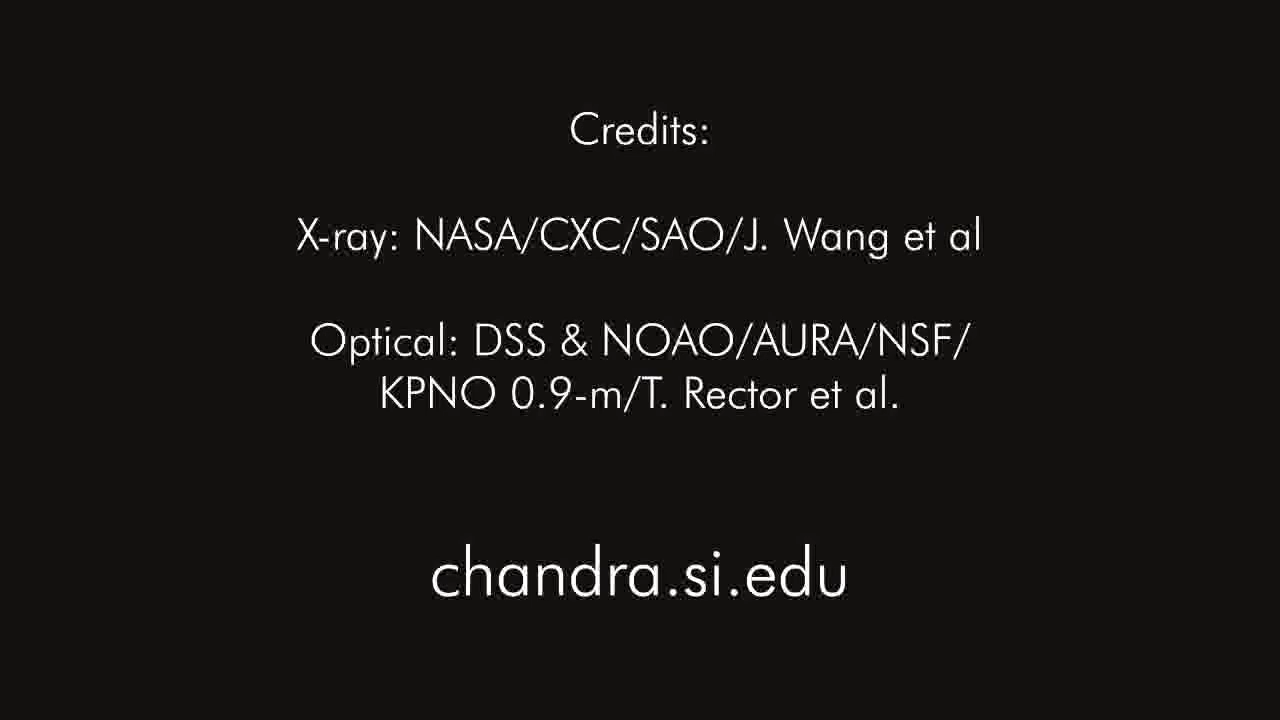 Credits:
X-ray: NASA/CXC/SAO/J. Wang et al
Optical: DSS & NOAO/AURA/NSF/
KPNO 0.9-m/T. Rector et al.
chandra.si.edu